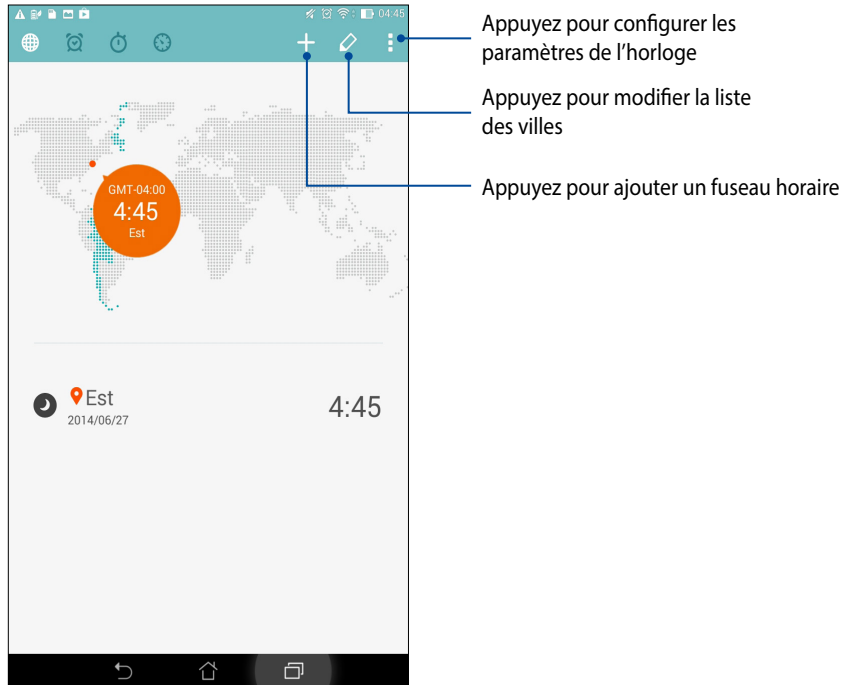 04:45
Appuyez pour configurer les
paramètres de l’horloge
Appuyez pour modifier la liste
des villes
Appuyez pour ajouter un fuseau horaire
GMT-04:00
4:45
Est
Est
2014/06/27
4:45